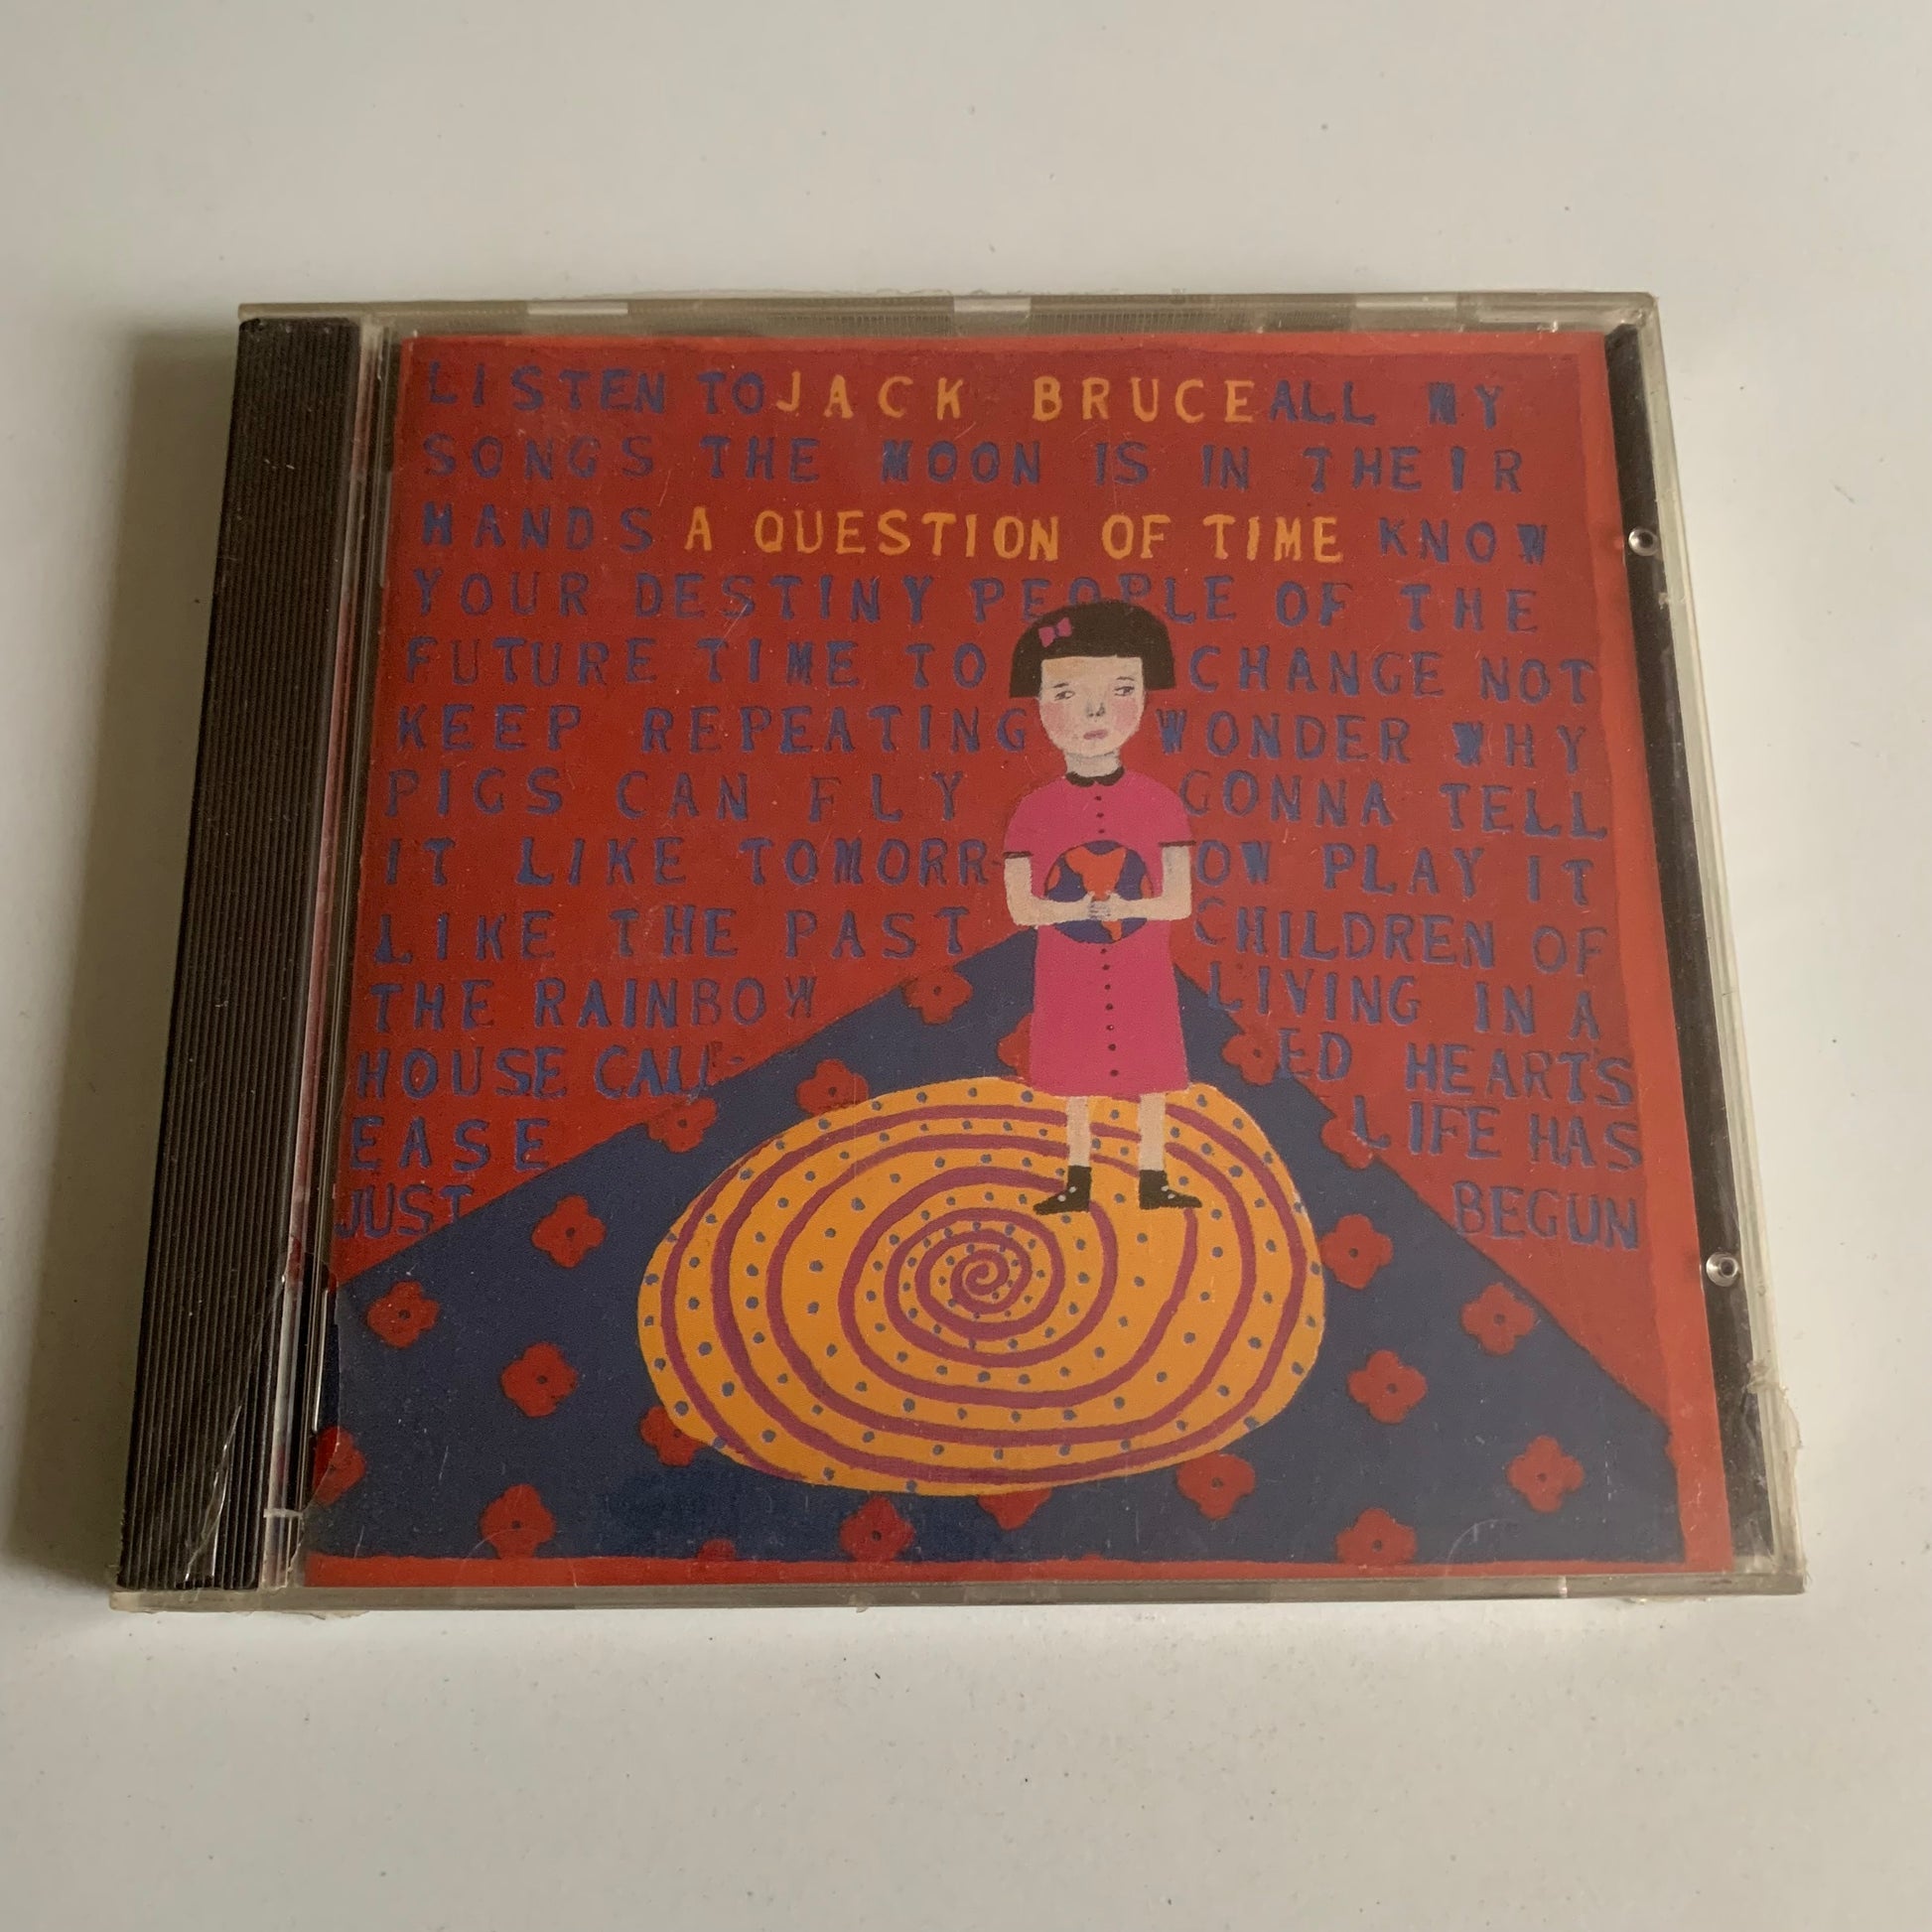 LISTEN TO JACK BRUCE ALL MY
SONGS THE MOON IS IN THEIR
HANDS A QUESTION OF TIME KNOW
YOUR DESTINY PEOPLE OF THE
FUTURE TIME TO CHANGE NOT
KEEP REPEATING WONDER WHY
PIGS CAN FLY GONNA TELL
IT LIKE TOMORR OW PLAY IT
LIKE THE PAST CHILDREN OF
THE RAINBOW LIVING IN A
HOUSE CALL- ED HEARTS
EASE LIFE HAS
JUST BEGUN